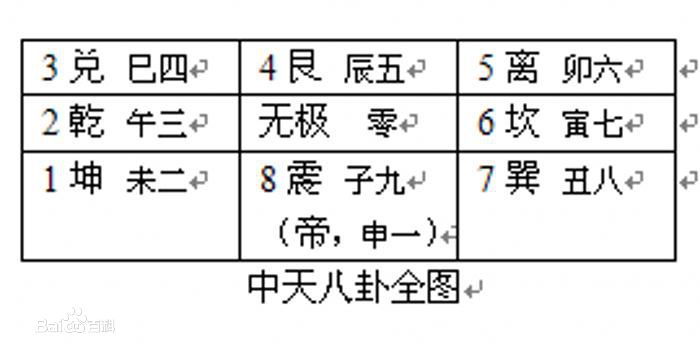 3 兑 巳四 4 艮 辰五 5 离 卯六
2 乾 午三 无极 零 6 坎 寅七
1 坤 未二 8 震 子九 7 巽 丑八
（帝，申一）
中天八卦全图
Baidu百科